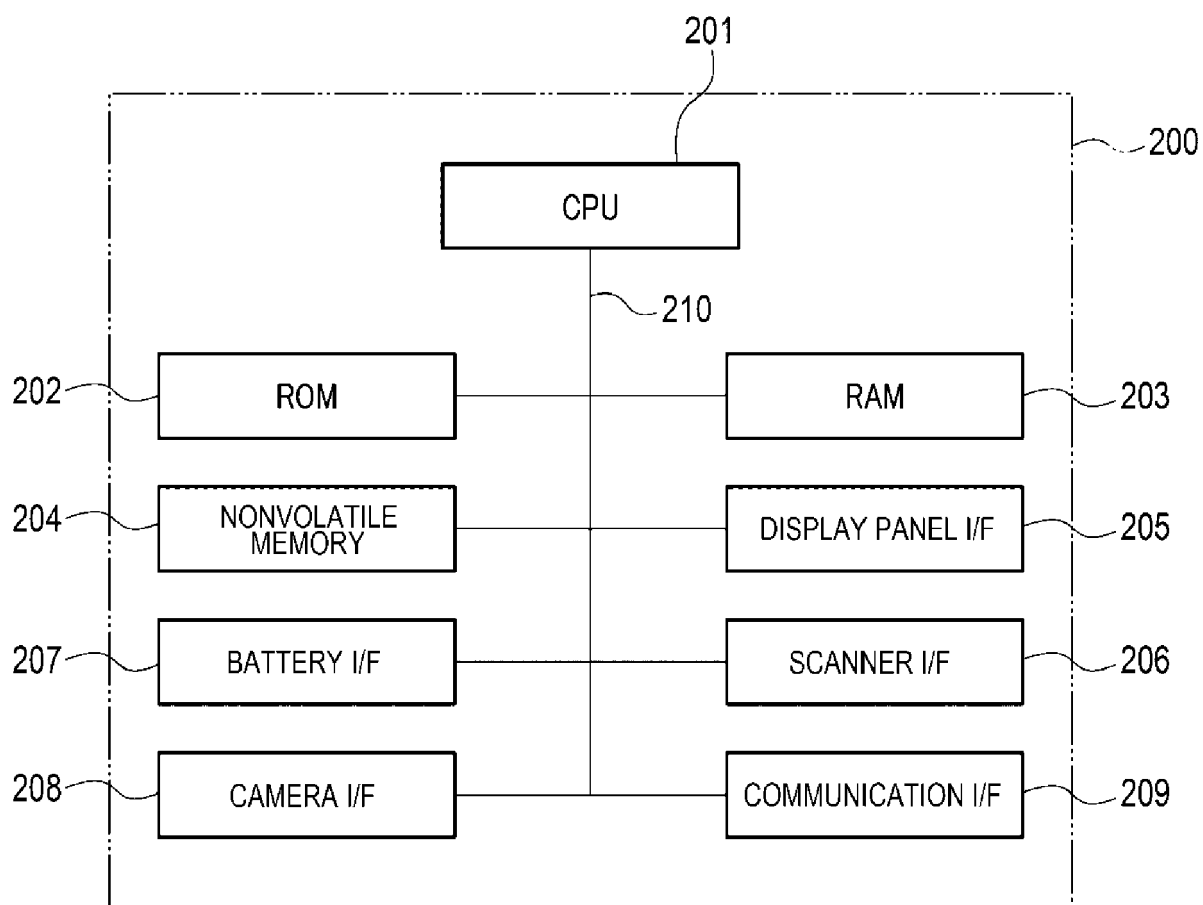 201
200
CPU
210
202
ROM
RAM
203
204
NONVOLATILE
MEMORY
DISPLAY PANEL I/F
205
207
BATTERY I/F
SCANNER I/F
206
208
CAMERA I/F
COMMUNICATION I/F
209